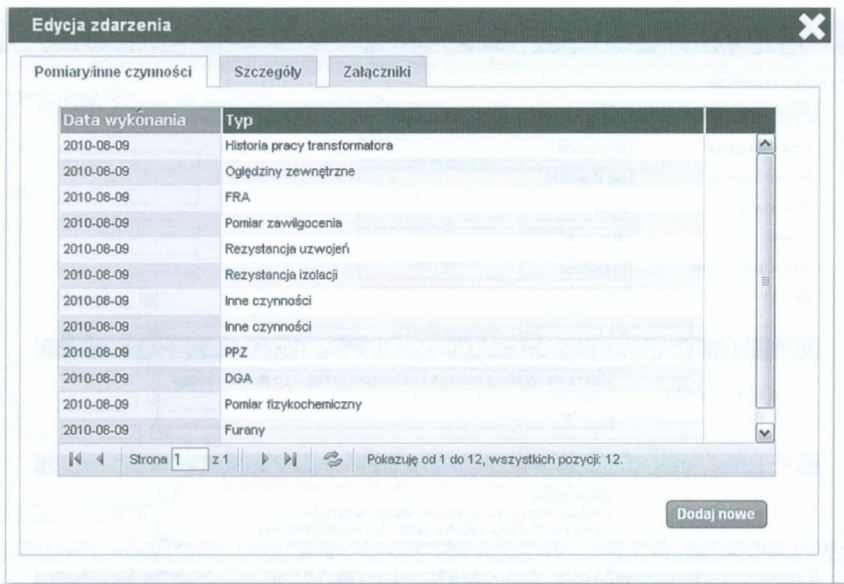 Edycja zdarzenia
Pomiary/inne czynności Szczegóły Załączniki
Data wykonania Typ
2010-08-09 Historia pracy transformatora
2010-08-09 Oględziny zewnętrzne
2010-08-09 FRA
2010-08-09 Pomiar zawilgocenia
2010-08-09 Rezystancja uzwojeń
2010-08-09 Rezystancja izolacji
2010-08-09 Inne czynności
2010-08-09 Inne czynności
2010-08-09 PPZ
2010-08-09 DGA
2010-08-09 Pomiar fizykochemiczny
2010-08-09 Furany
Strona 1 z 1 Pokazuję od 1 do 12, wszystkich pozycji: 12.
Dodaj nowe